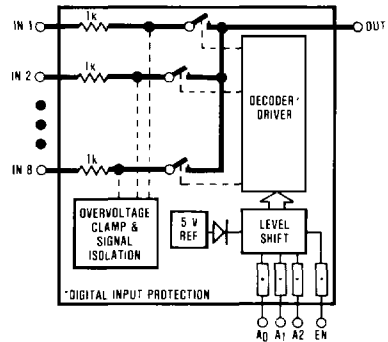 IN 1
1k
OUT
IN 2
1k
DECODER/
DRIVER
IN 8
1k
OVERVOLTAGE
CLAMP &
SIGNAL
ISOLATION
5 V
REF
LEVEL
SHIFT
*DIGITAL INPUT PROTECTION
A0 A1 A2 EN